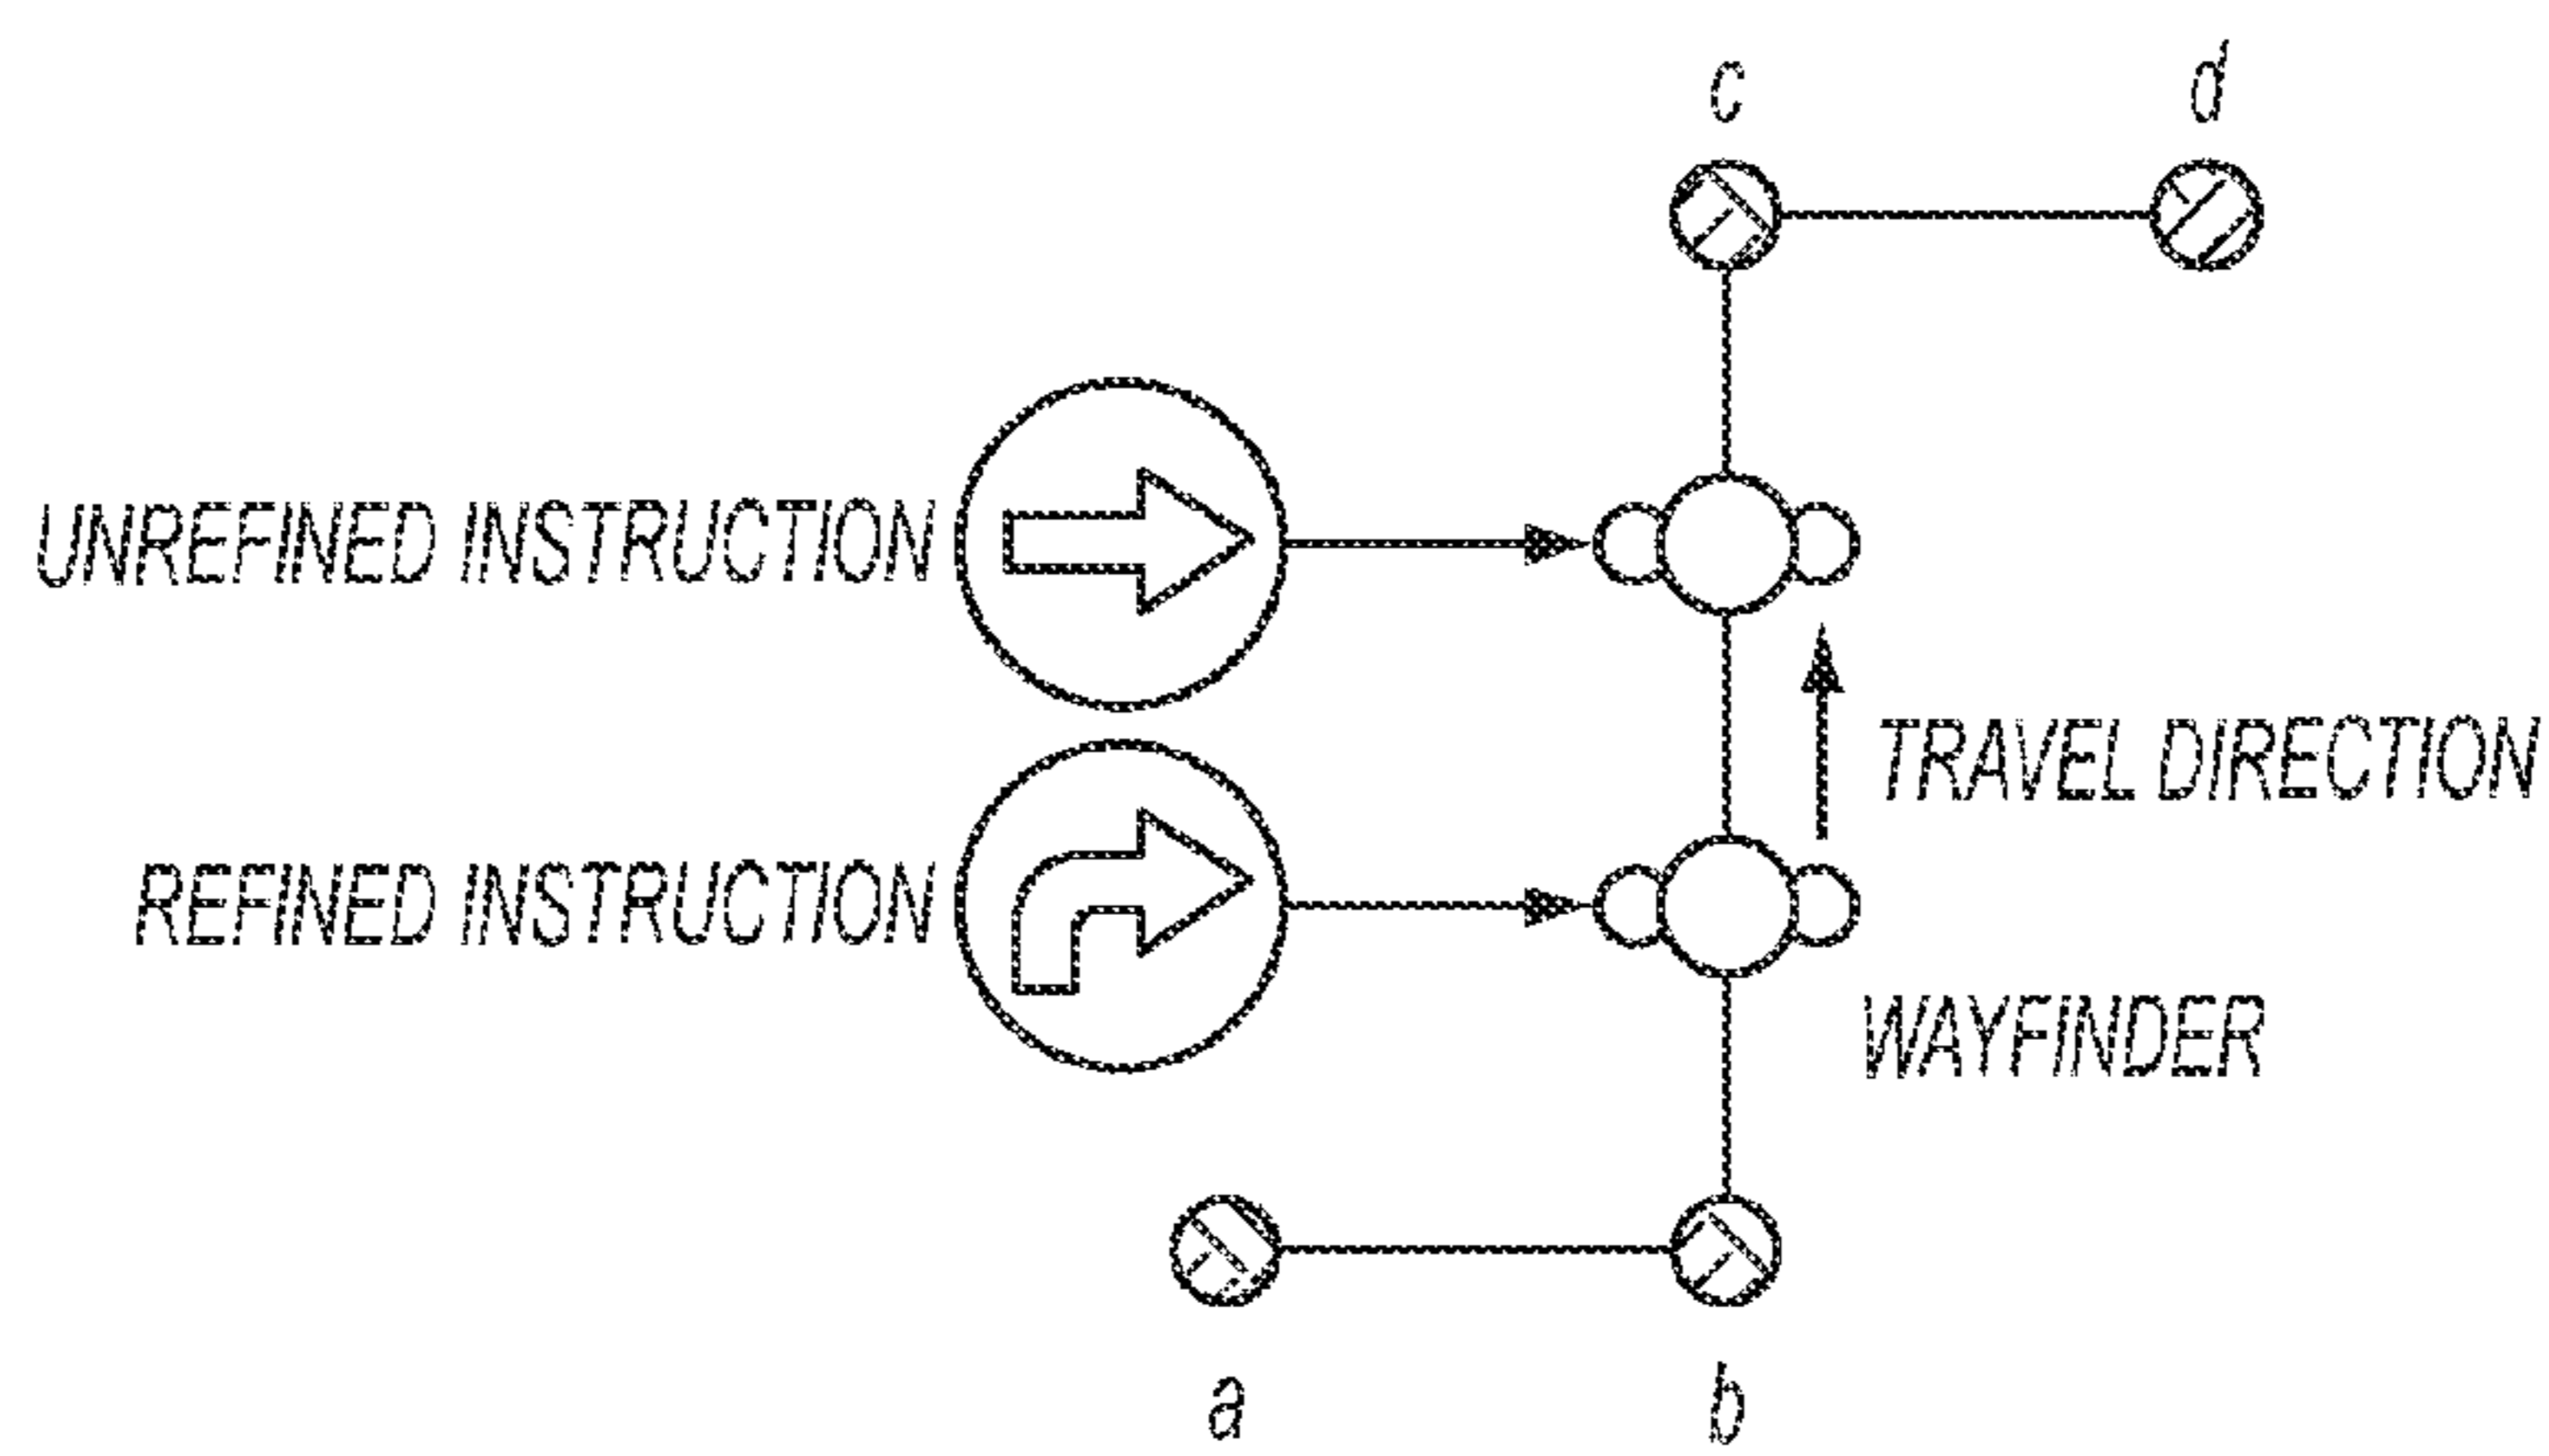 c
d
UNREFINED INSTRUCTION
TRAVEL DIRECTION
REFINED INSTRUCTION
WAYFINDER
a
b